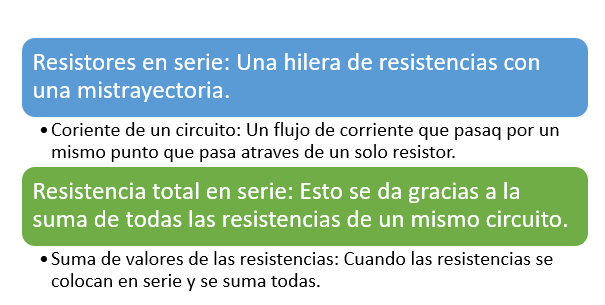 Resistores en serie: Una hilera de resistencias con
una mistrayectoria.
•Coriente de un circuito: Un flujo de corriente que pasaq por un
mismo punto que pasa atraves de un solo resistor.
Resistencia total en serie: Esto se da gracias a la
suma de todas las resistencias de un mismo circuito.
•Suma de valores de las resistencias: Cuando las resistencias se
colocan en serie y se suma todas.